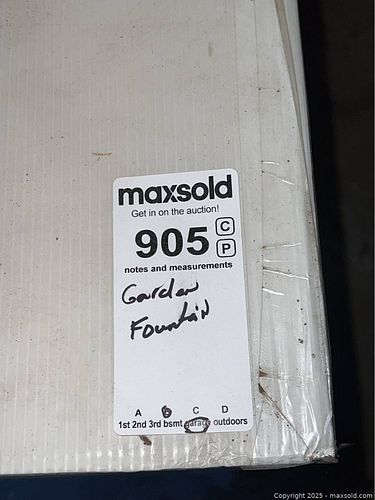 maxsold
Get in on the auction!
905 C
P
notes and measurements
Garden
Fountain
A B C D
1st 2nd 3rd bsmt garage outdoors
Copyright 2025 - maxsold.com